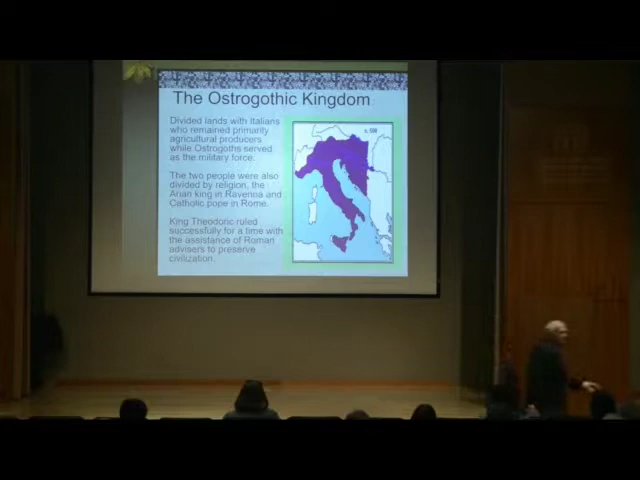 The Ostrogothic Kingdom
Divided lands with Italians
who remained primarily
agricultural producers
while Ostrogoths served
as the military force.
The two people were also
divided by religion, the
Arian king in Ravenna and
Catholic pope in Rome.
King Theodoric ruled
successfully for a time with
the assistance of Roman
advisers to preserve
civilization.